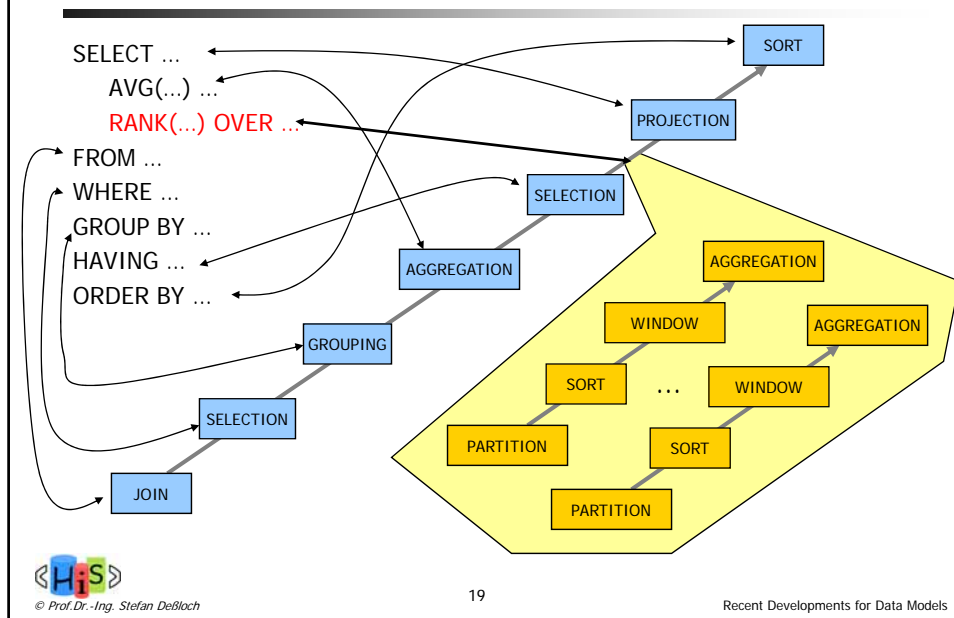 SELECT ...
AVG(...) ...
RANK(...) OVER ...
FROM ...
WHERE ...
GROUP BY ...
HAVING ...
ORDER BY ...
SORT
PROJECTION
SELECTION
AGGREGATION
GROUPING
SELECTION
JOIN
AGGREGATION
WINDOW
SORT
PARTITION
...
AGGREGATION
WINDOW
SORT
PARTITION
<HiS>
© Prof.Dr.-Ing. Stefan Deßloch
19
Recent Developments for Data Models